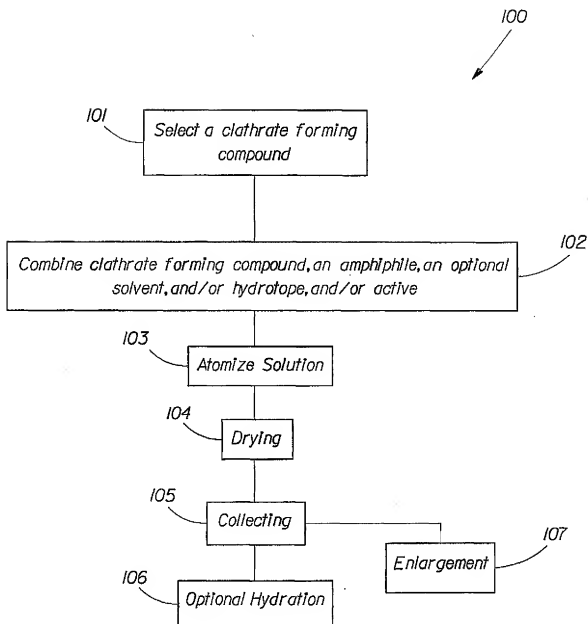 100
101
Select a clathrate forming
compound
102
Combine clathrate forming compound, an amphiphile, an optional
solvent, and/or hydrotope, and/or active
103
Atomize Solution
104
Drying
105
Collecting
107
Enlargement
106
Optional Hydration